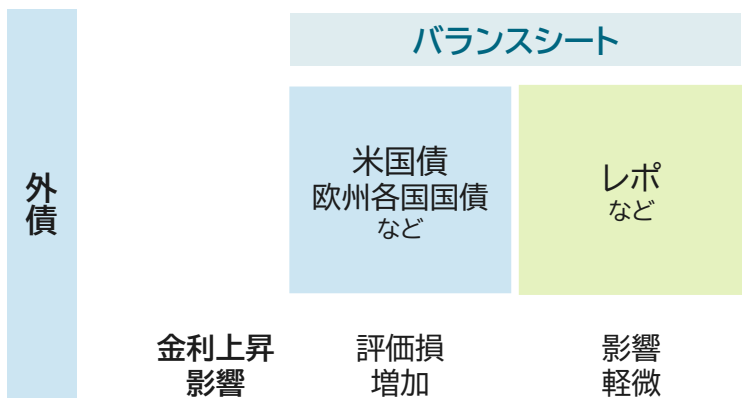 バランスシート
外債
米国債
欧州各国国債
など
レポ
など
金利上昇
影響
評価損
増加
影響
軽微